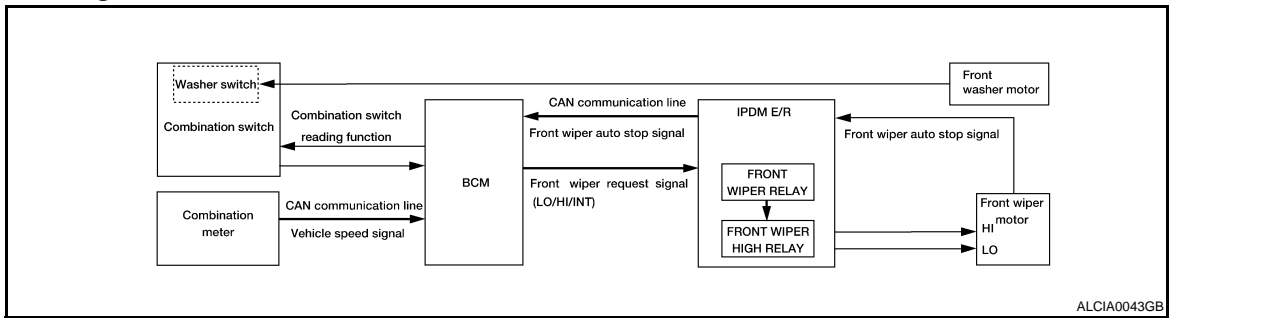 Washer switch
Combination switch
Combination switch
reading function
Combination
meter
CAN communication line
Vehicle speed signal
BCM
CAN communication line
Front wiper auto stop signal
Front wiper request signal
(LO/HI/INT)
IPDM E/R
FRONT
WIPER RELAY
FRONT WIPER
HIGH RELAY
Front
washer motor
Front wiper auto stop signal
Front wiper
motor
HI
LO
ALCIA0043GB